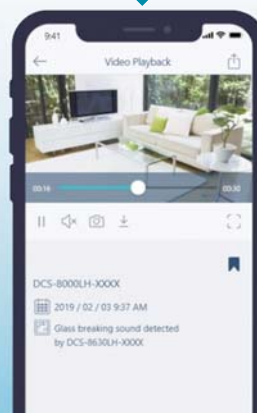 9:41
Video Playback
00:16
00:30
DCS-8000LH-XXXX
2019 / 02 / 03 9:37 AM
Glass breaking sound detected
by DCS-8630LH-XXXX